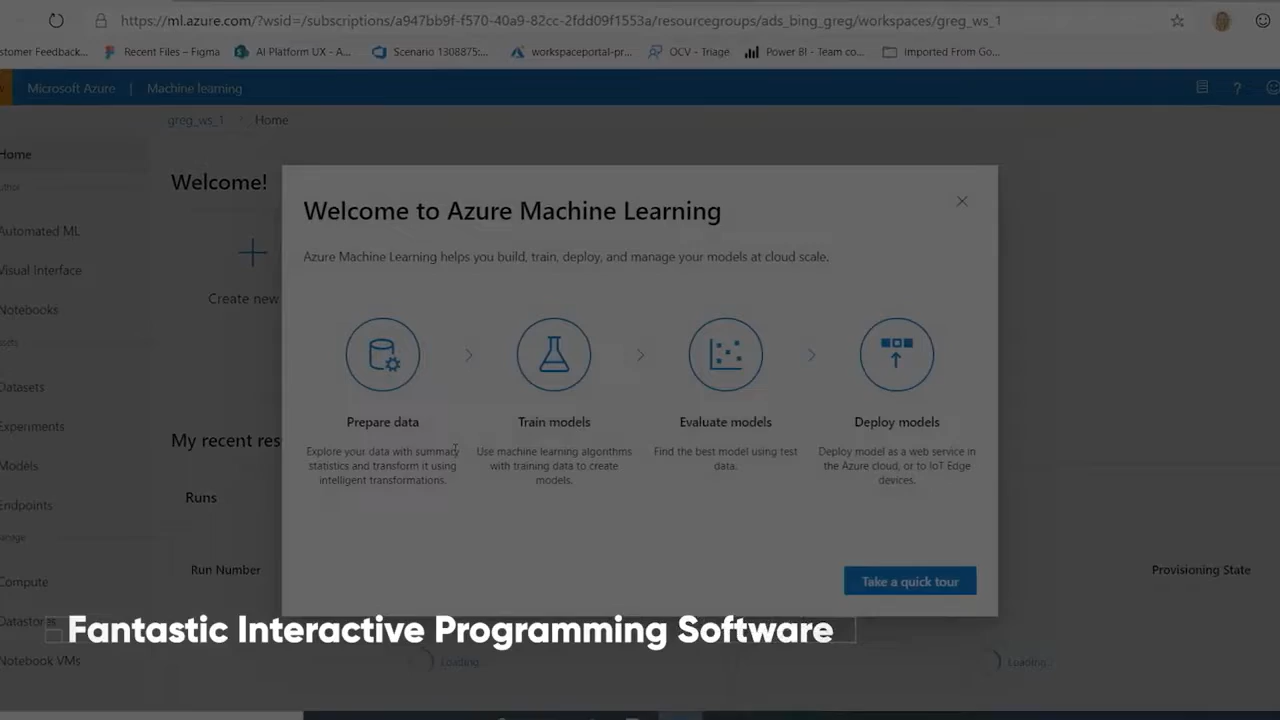 https://ml.azure.com/?wsid=/subscriptions/a947bb9f-f570-40a9-82cc-2fdd09f1553a/resourcegroups/ads_bing_greg/workspaces/greg_ws_1
stomer Feedback... Recent Files – Figma AI Platform UX - A... Scenario 1308875:... workspaceportal-pr... OCV - Triage Power BI - Team co... Imported From Go...
Microsoft Azure | Machine learning
greg_ws_1 > Home
Home
Welcome!
uthor
Automated ML
Visual Interface
Create new
Notebooks
sets
Datasets
Experiments
My recent res
Models
Runs
Endpoints
anage
Run Number
Provisioning State
Compute
Datastores
Notebook VMs
Loading
Loading...
Welcome to Azure Machine Learning
Azure Machine Learning helps you build, train, deploy, and manage your models at cloud scale.
Prepare data
Explore your data with summary
statistics and transform it using
intelligent transformations.
Train models
Use machine learning algorithms
with training data to create
models.
Evaluate models
Find the best model using test
data.
Deploy models
Deploy model as a web service in
the Azure cloud, or to IoT Edge
devices.
Take a quick tour
Fantastic Interactive Programming Software